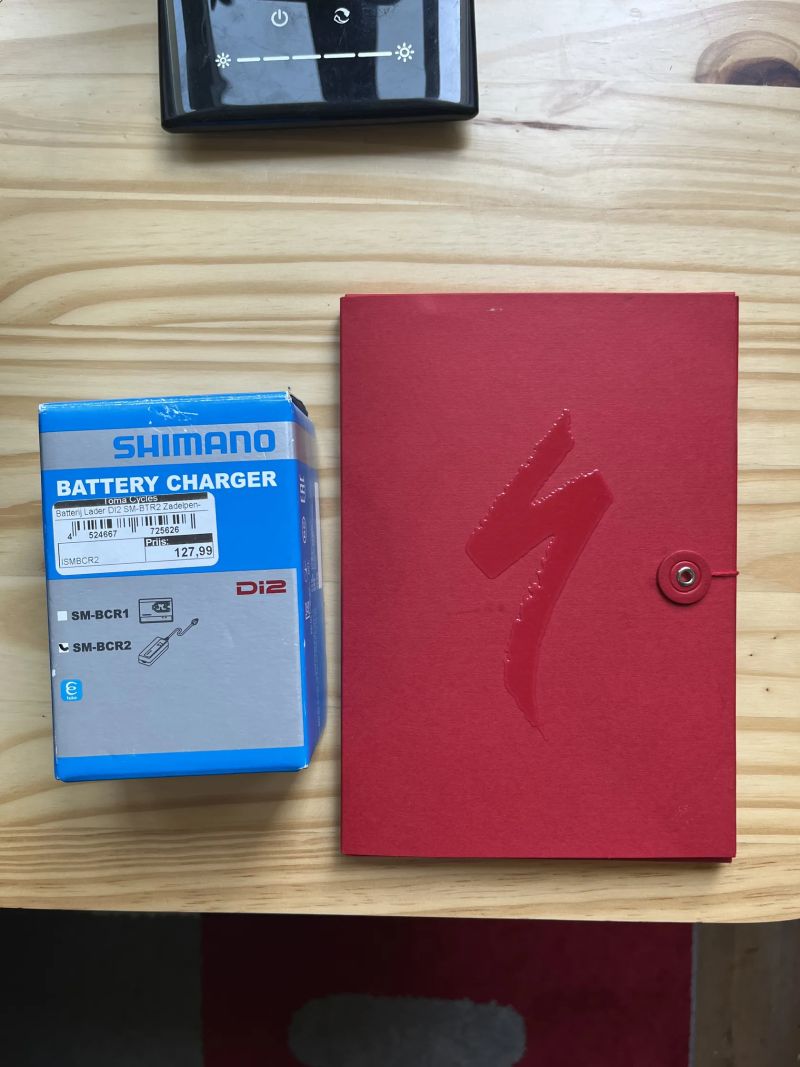 SHIMANO
BATTERY CHARGER
Toma Cycles
Batterij Lader DI2 SM-BTR2 Zadelpen-
4 524667 725626
Prijs:
ISMBCR2
127,99
Di2
SM-BCR1
SM-BCR2